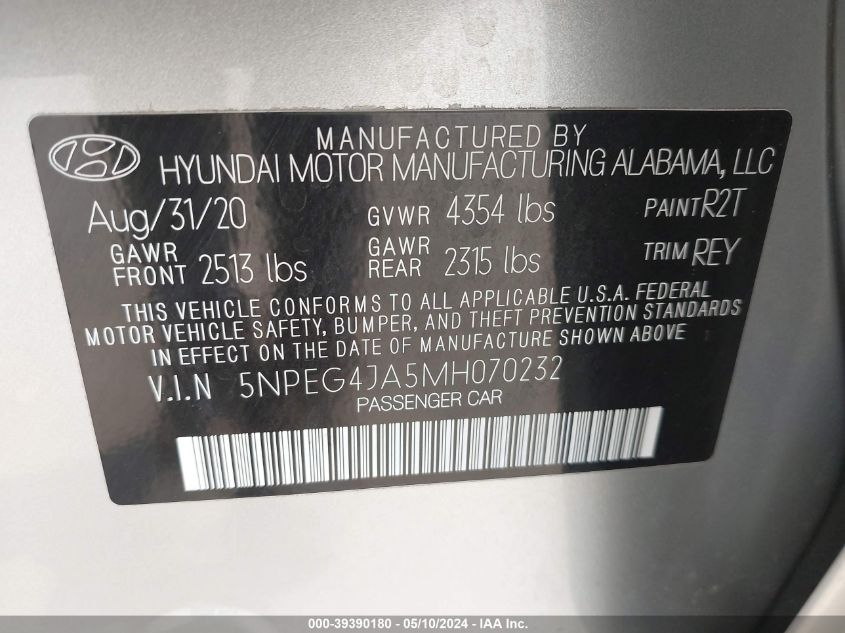 MANUFACTURED BY
HYUNDAI MOTOR MANUFACTURING ALABAMA, LLC
Aug/31/20 GVWR 4354 lbs PAINT R2T
GAWR FRONT 2513 lbs GAWR REAR 2315 lbs TRIM REY
THIS VEHICLE CONFORMS TO ALL APPLICABLE U.S.A. FEDERAL
MOTOR VEHICLE SAFETY, BUMPER, AND THEFT PREVENTION STANDARDS
IN EFFECT ON THE DATE OF MANUFACTURE SHOWN ABOVE
V.I.N 5NPEG4JA5MH070232
PASSENGER CAR
000-39390180 - 05/10/2024 - IAA Inc.